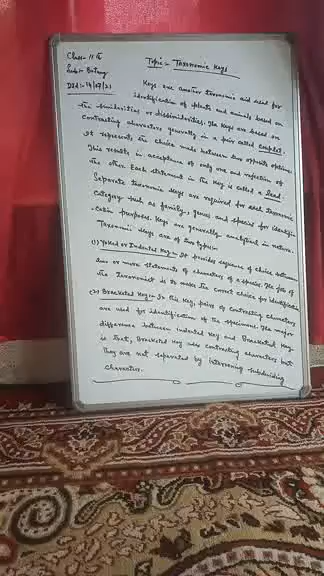 Class- 11
Sub:- Botany
Topic:- Taxonomic Keys
Keys are another taxonomic aid used for
identification of plants and animals based on
the similarities or dissimilarities. The keys are based on
contrasting characters generally in a pair called couplet.
It represents the choice made between two opposite options.
This results in acceptance of only one and rejection of
the other. Each statement in the key is called a lead.
Separate taxonomic keys are required for each taxonomic
category such as family, genus and species for identifi-
-cation purposes. Keys are generally analytical in nature.
Taxonomic keys are of two types:-
(1) Yoked or Indented Key:- It provides sequence of choice between
two or more statements of characters of a species. The
the taxonomist is to make the correct choice for identification
(2) Bracketed Key:- In this key, pairs of contrasting characters
are used for identification of the specimens. The major
difference between indented key and Bracketed key
is that, Bracketed key uses contrasting characters but
they are not separated by intervening subdividing
characters.